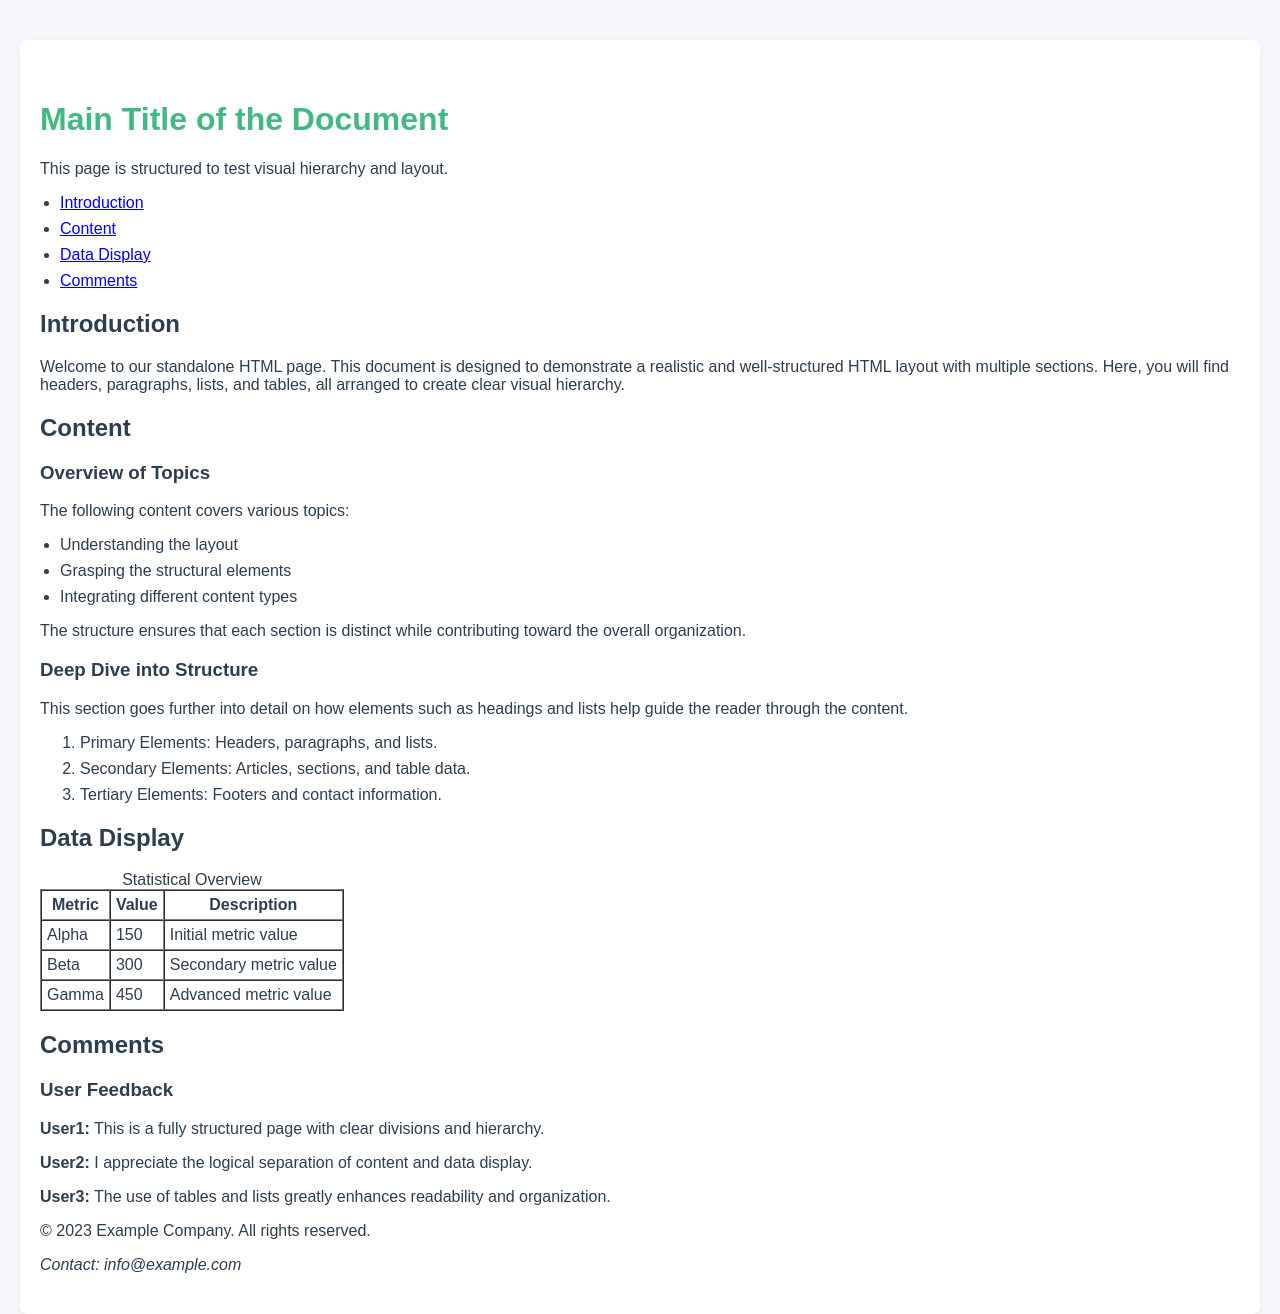 Main Title of the Document
This page is structured to test visual hierarchy and layout.
Introduction
Content
Data Display
Comments
Introduction
Welcome to our standalone HTML page. This document is designed to demonstrate a realistic and well-structured HTML layout with multiple sections. Here, you will find
headers, paragraphs, lists, and tables, all arranged to create clear visual hierarchy.
Content
Overview of Topics
The following content covers various topics:
Understanding the layout
Grasping the structural elements
Integrating different content types
The structure ensures that each section is distinct while contributing toward the overall organization.
Deep Dive into Structure
This section goes further into detail on how elements such as headings and lists help guide the reader through the content.
1. Primary Elements: Headers, paragraphs, and lists.
2. Secondary Elements: Articles, sections, and table data.
3. Tertiary Elements: Footers and contact information.
Data Display
Statistical Overview
Metric Value Description
Alpha 150 Initial metric value
Beta 300 Secondary metric value
Gamma 450 Advanced metric value
Comments
User Feedback
User1: This is a fully structured page with clear divisions and hierarchy.
User2: I appreciate the logical separation of content and data display.
User3: The use of tables and lists greatly enhances readability and organization.
© 2023 Example Company. All rights reserved.
Contact: info@example.com